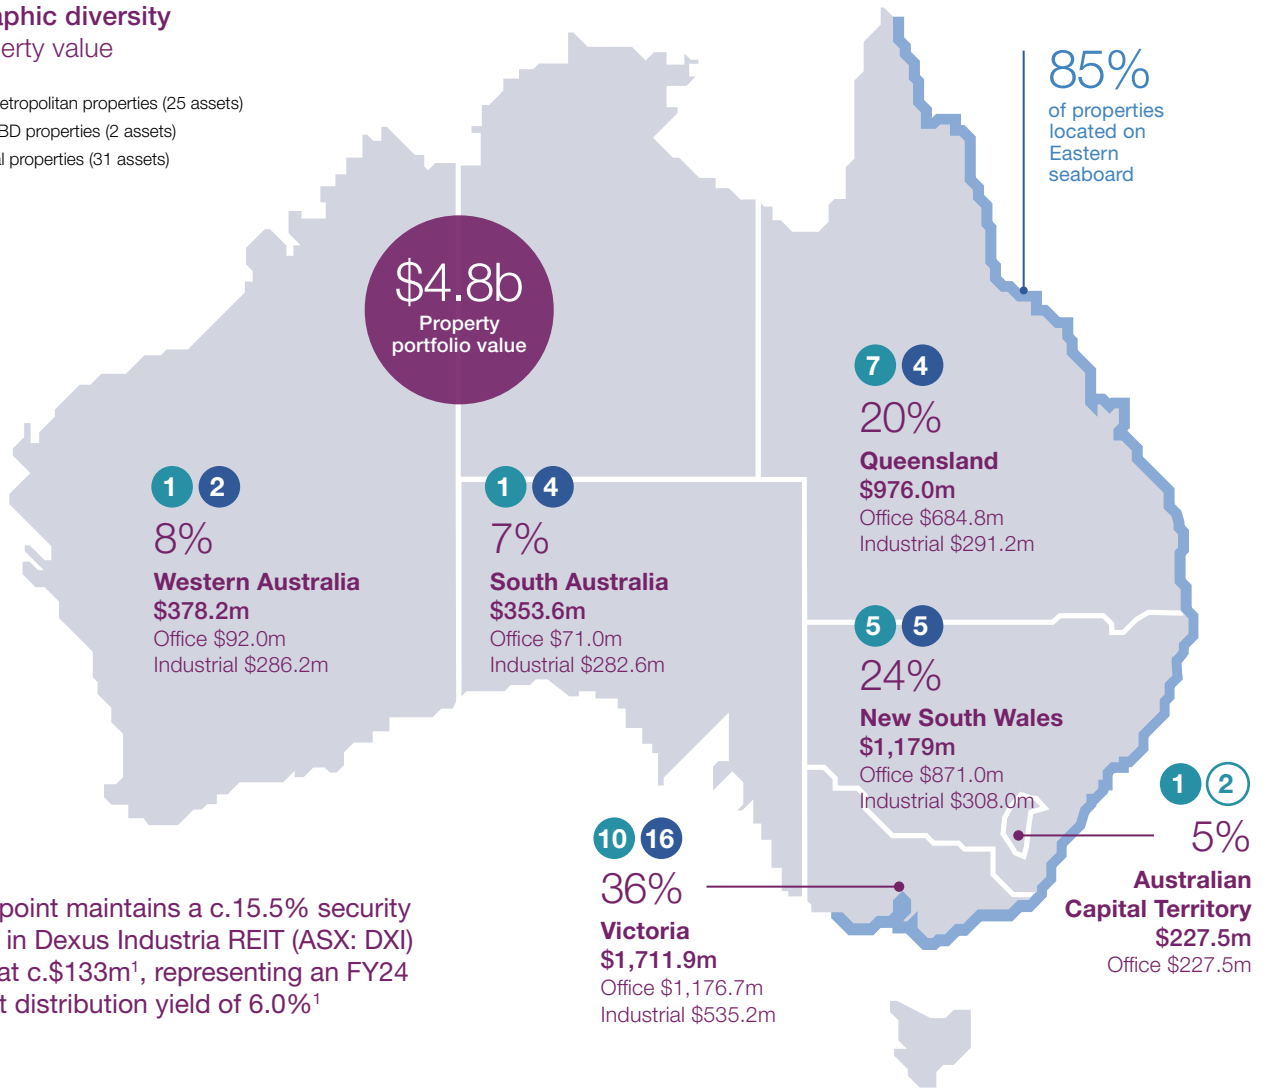 aphic diversity
erty value
etropolitan properties (25 assets)
BD properties (2 assets)
l properties (31 assets)
85%
of properties
located on
Eastern
seaboard
$4.8b
Property
portfolio value
7 4
20%
Queensland
$976.0m
Office $684.8m
Industrial $291.2m
1 2
8%
Western Australia
$378.2m
Office $92.0m
Industrial $286.2m
1 4
7%
South Australia
$353.6m
Office $71.0m
Industrial $282.6m
5 5
24%
New South Wales
$1,179m
Office $871.0m
Industrial $308.0m
1 2
5%
Australian
Capital Territory
$227.5m
Office $227.5m
10 16
36%
Victoria
$1,711.9m
Office $1,176.7m
Industrial $535.2m
point maintains a c.15.5% security
in Dexus Industria REIT (ASX: DXI)
at c.$133m¹, representing an FY24
t distribution yield of 6.0%¹